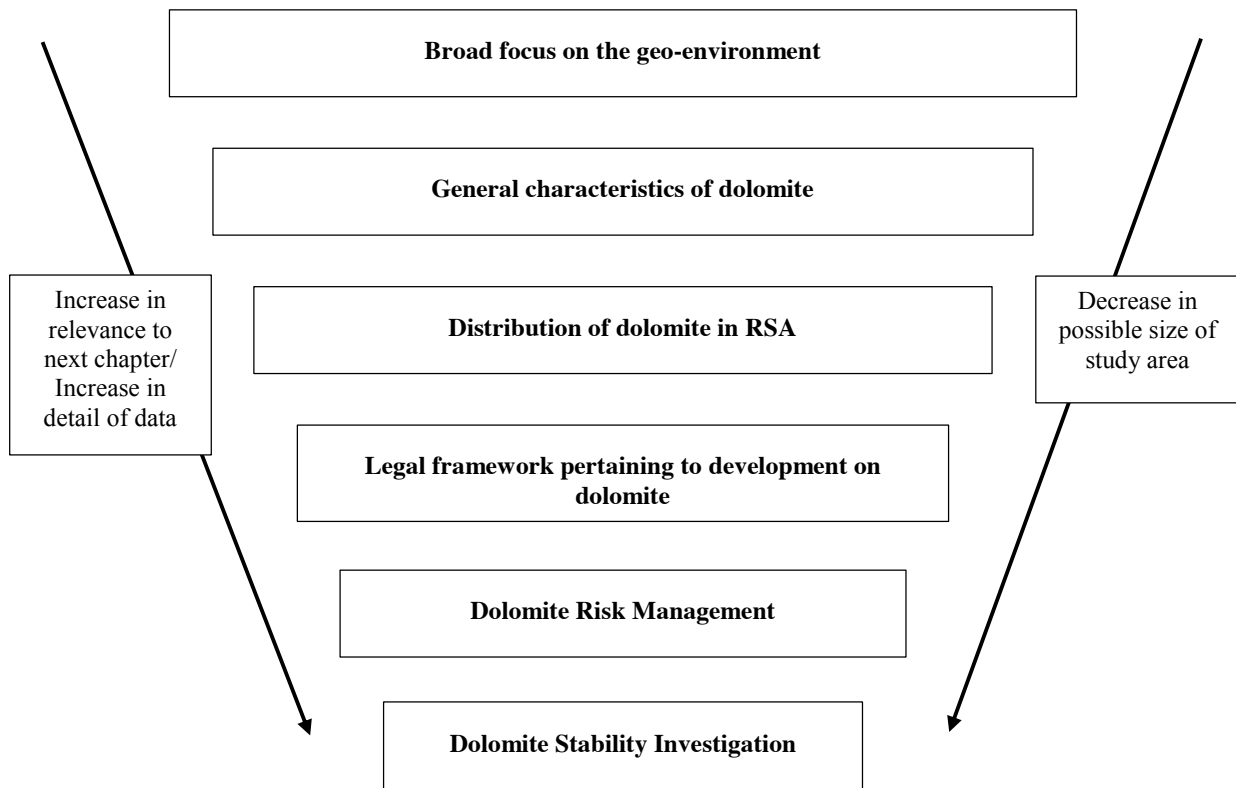 Broad focus on the geo-environment
General characteristics of dolomite
Distribution of dolomite in RSA
Increase in
relevance to
next chapter/
Increase in
detail of data
Decrease in
possible size of
study area
Legal framework pertaining to development on
dolomite
Dolomite Risk Management
Dolomite Stability Investigation